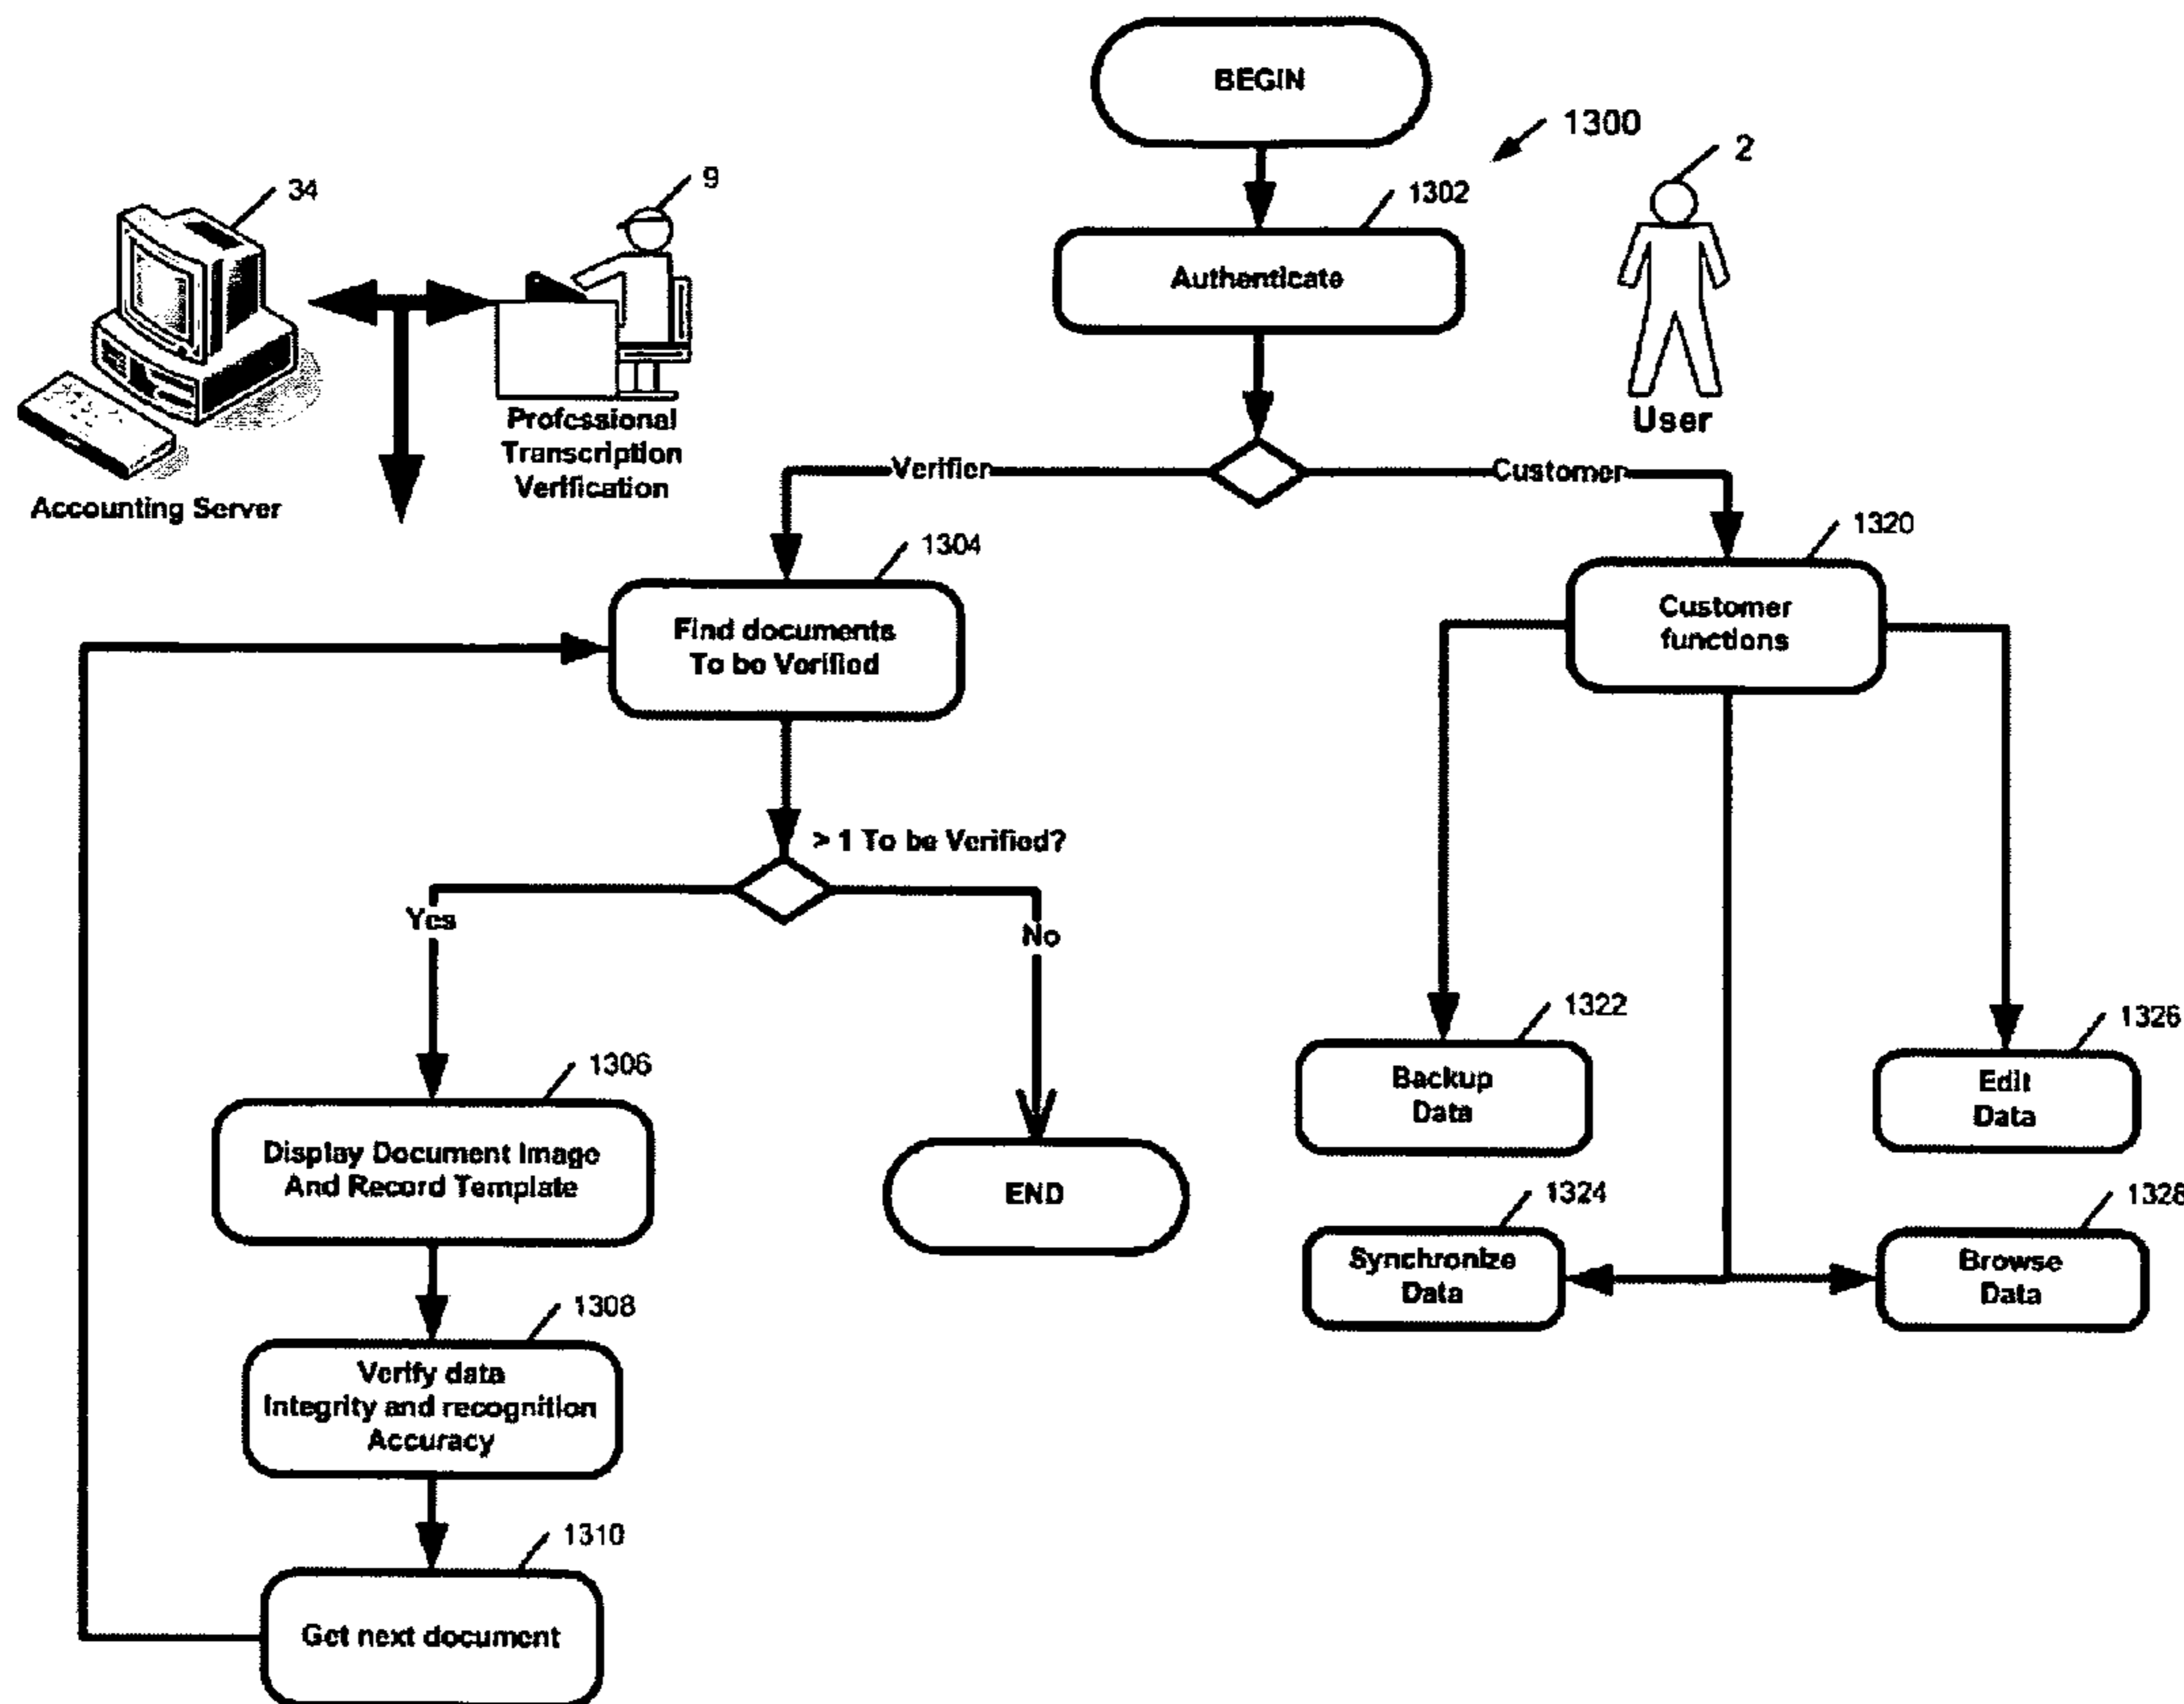 BEGIN
1300
2
1302
34
9
Authenticate
User
Professional
Transcription
Verification
Accounting Server
Verifier
Customer
1304
1320
Find documents
To be Verified
Customer
functions
> 1 To be Verified?
Yes
No
1322
1326
Backup
Data
Edit
Data
1306
Display Document Image
And Record Template
END
1324
1328
Synchronize
Data
Browse
Data
1308
Verify data
Integrity and recognition
Accuracy
1310
Get next document